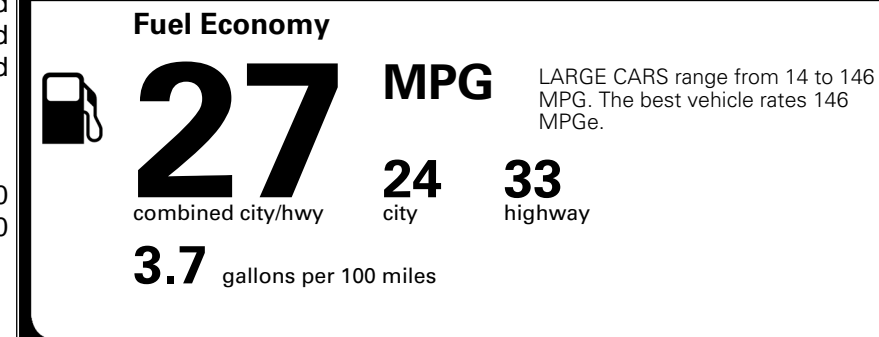 Fuel Economy
27
MPG
LARGE CARS range from 14 to 146
MPG. The best vehicle rates 146
MPGe.
24
33
combined city/hwy
city
highway
3.7 gallons per 100 miles